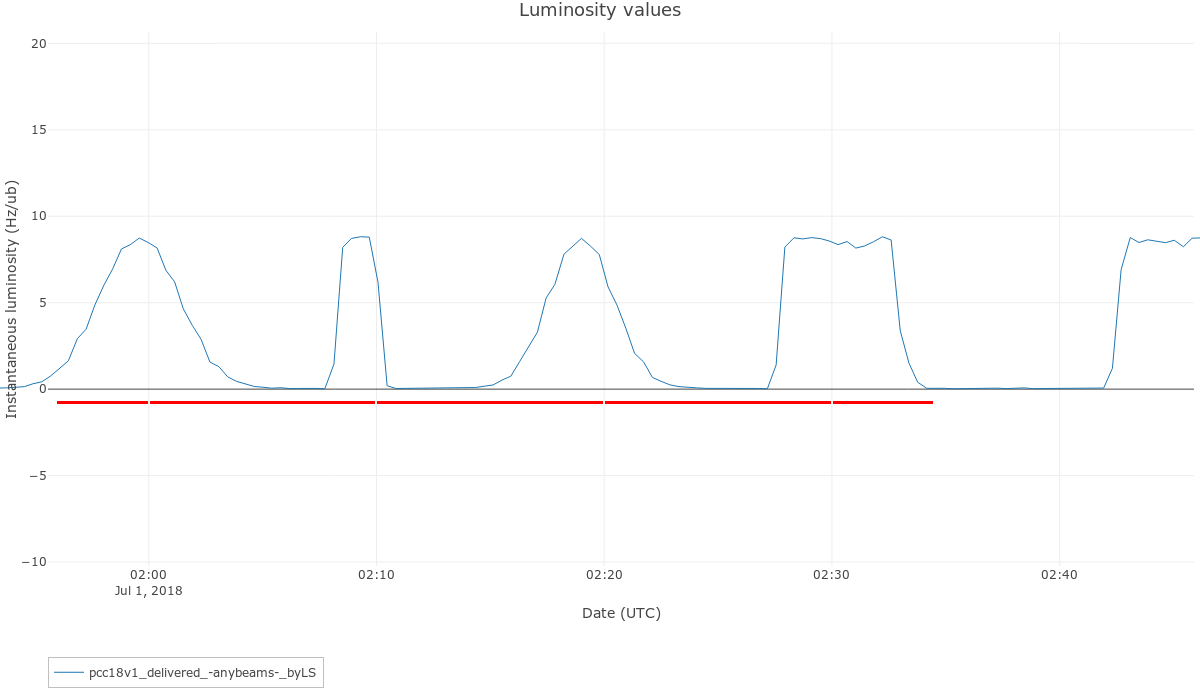 Luminosity values
Instantaneous luminosity (Hz/ub)
20
15
10
5
0
−5
−10
02:00
Jul 1, 2018
02:10
02:20
02:30
02:40
Date (UTC)
pcc18v1_delivered_-anybeams-_byLS